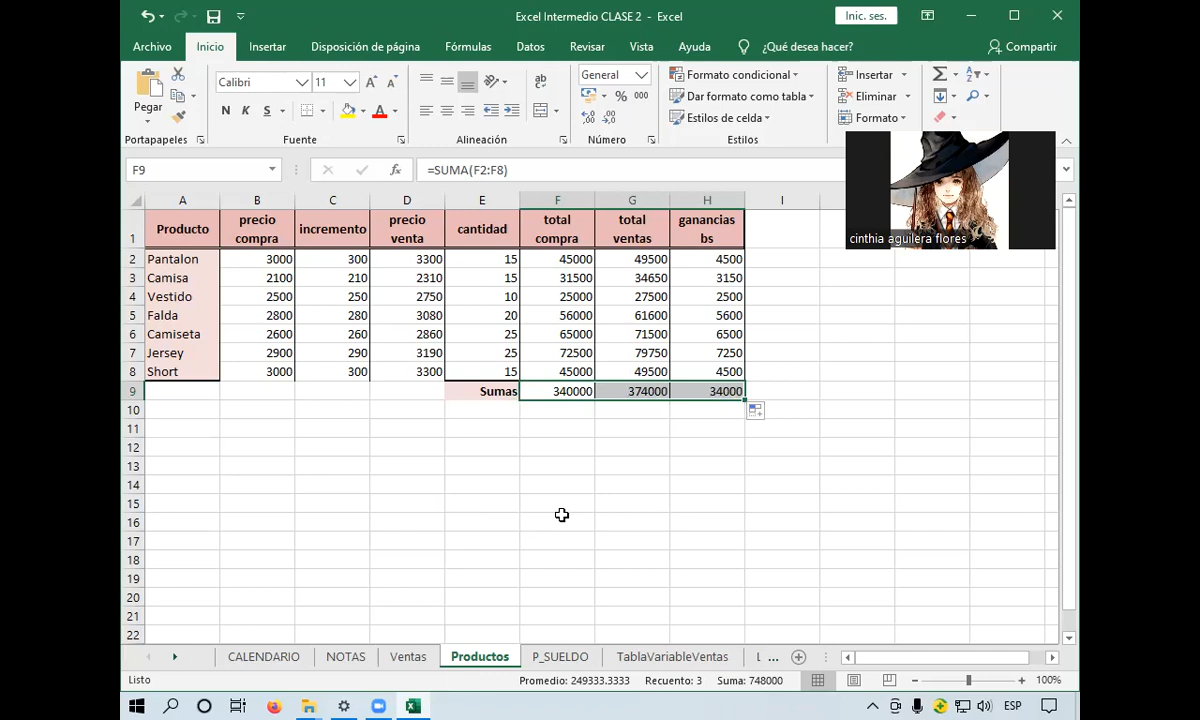 Excel Intermedio CLASE 2 - Excel
Inic. ses.
Archivo Inicio Insertar Disposición de página Fórmulas Datos Revisar Vista Ayuda ¿Qué desea hacer? Compartir
Pegar
Calibri 11
N K S
ab
General
% 000
Formato condicional
Dar formato como tabla
Estilos de celda
Insertar
Eliminar
Formato
Portapapeles Fuente Alineación Número Estilos
F9 fx =SUMA(F2:F8)
cinthia aguilera flores
A B C D E F G H I
1 Producto precio compra incremento precio venta cantidad total compra total ventas ganancias bs
2 Pantalon 3000 300 3300 15 45000 49500 4500
3 Camisa 2100 210 2310 15 31500 34650 3150
4 Vestido 2500 250 2750 10 25000 27500 2500
5 Falda 2800 280 3080 20 56000 61600 5600
6 Camiseta 2600 260 2860 25 65000 71500 6500
7 Jersey 2900 290 3190 25 72500 79750 7250
8 Short 3000 300 3300 15 45000 49500 4500
9 Sumas 340000 374000 34000
10
11
12
13
14
15
16
17
18
19
20
21
22
CALENDARIO NOTAS Ventas Productos P_SUELDO TablaVariableVentas ...
Listo Promedio: 249333.3333 Recuento: 3 Suma: 748000 100%
ESP